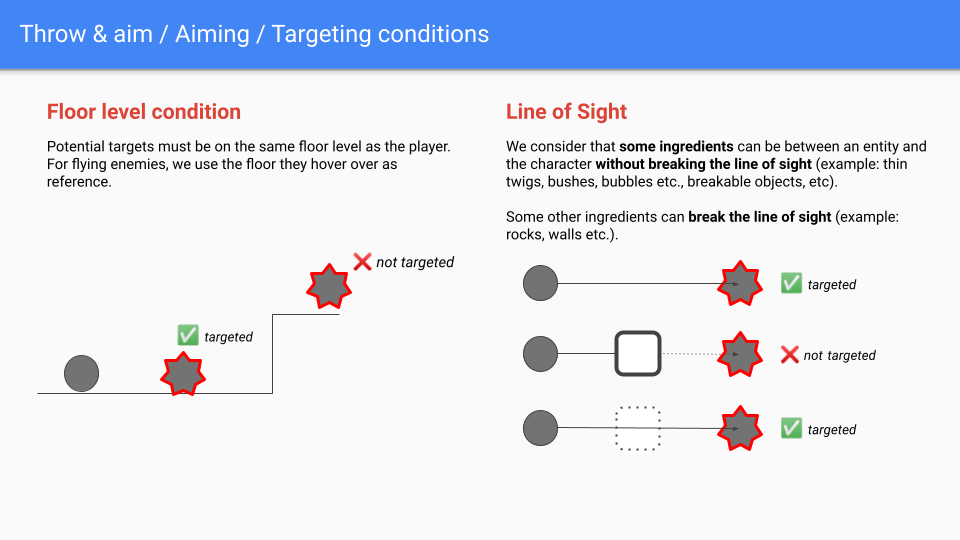 Throw & aim / Aiming / Targeting conditions
Floor level condition
Potential targets must be on the same floor level as the player.
For flying enemies, we use the floor they hover over as
reference.
not targeted
targeted
Line of Sight
We consider that some ingredients can be between an entity and
the character without breaking the line of sight (example: thin
twigs, bushes, bubbles etc., breakable objects, etc).
Some other ingredients can break the line of sight (example:
rocks, walls etc.).
targeted
not targeted
targeted